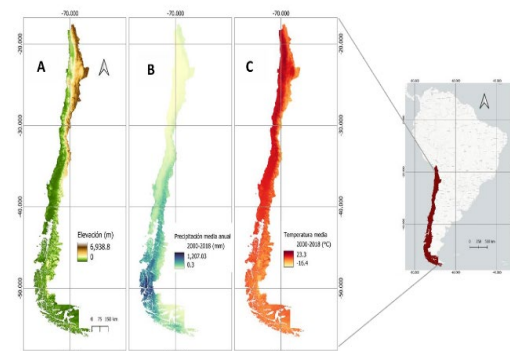 -70.000
-70.000
-70.000
-20.000
-30.000
-40.000
-50.000
A
B
C
Elevación (m)
6,938.8
0
0 75 150 km
Precipitación media anual
2000-2018 (mm)
1,207.03
6.3
Temperatura media
2000-2018 (°C)
23.3
-16.4